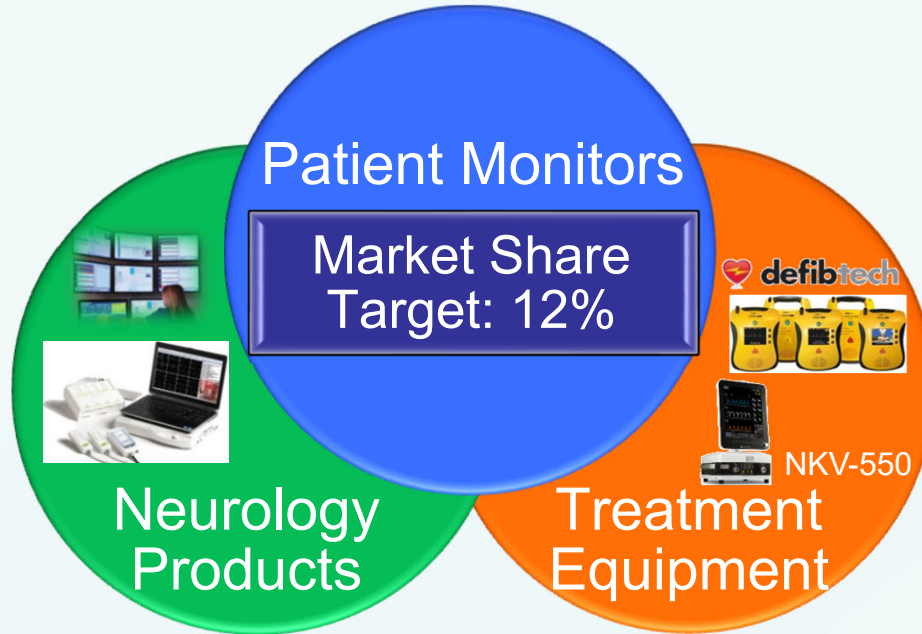 Patient Monitors
Market Share
Target: 12%
defibtech
NKV-550
Neurology
Products
Treatment
Equipment